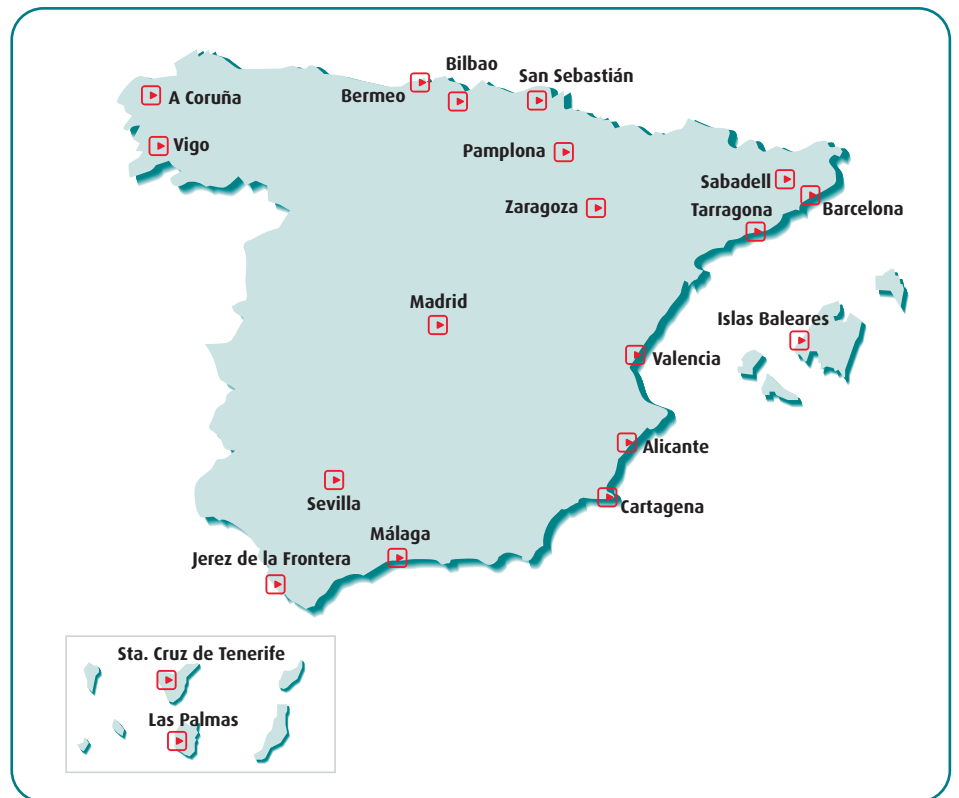 Bilbao
San Sebastián
Bermeo
A Coruña
Vigo
Pamplona
Sabadell
Zaragoza
Tarragona
Barcelona
Madrid
Islas Baleares
Valencia
Alicante
Sevilla
Cartagena
Málaga
Jerez de la Frontera
Sta. Cruz de Tenerife
Las Palmas